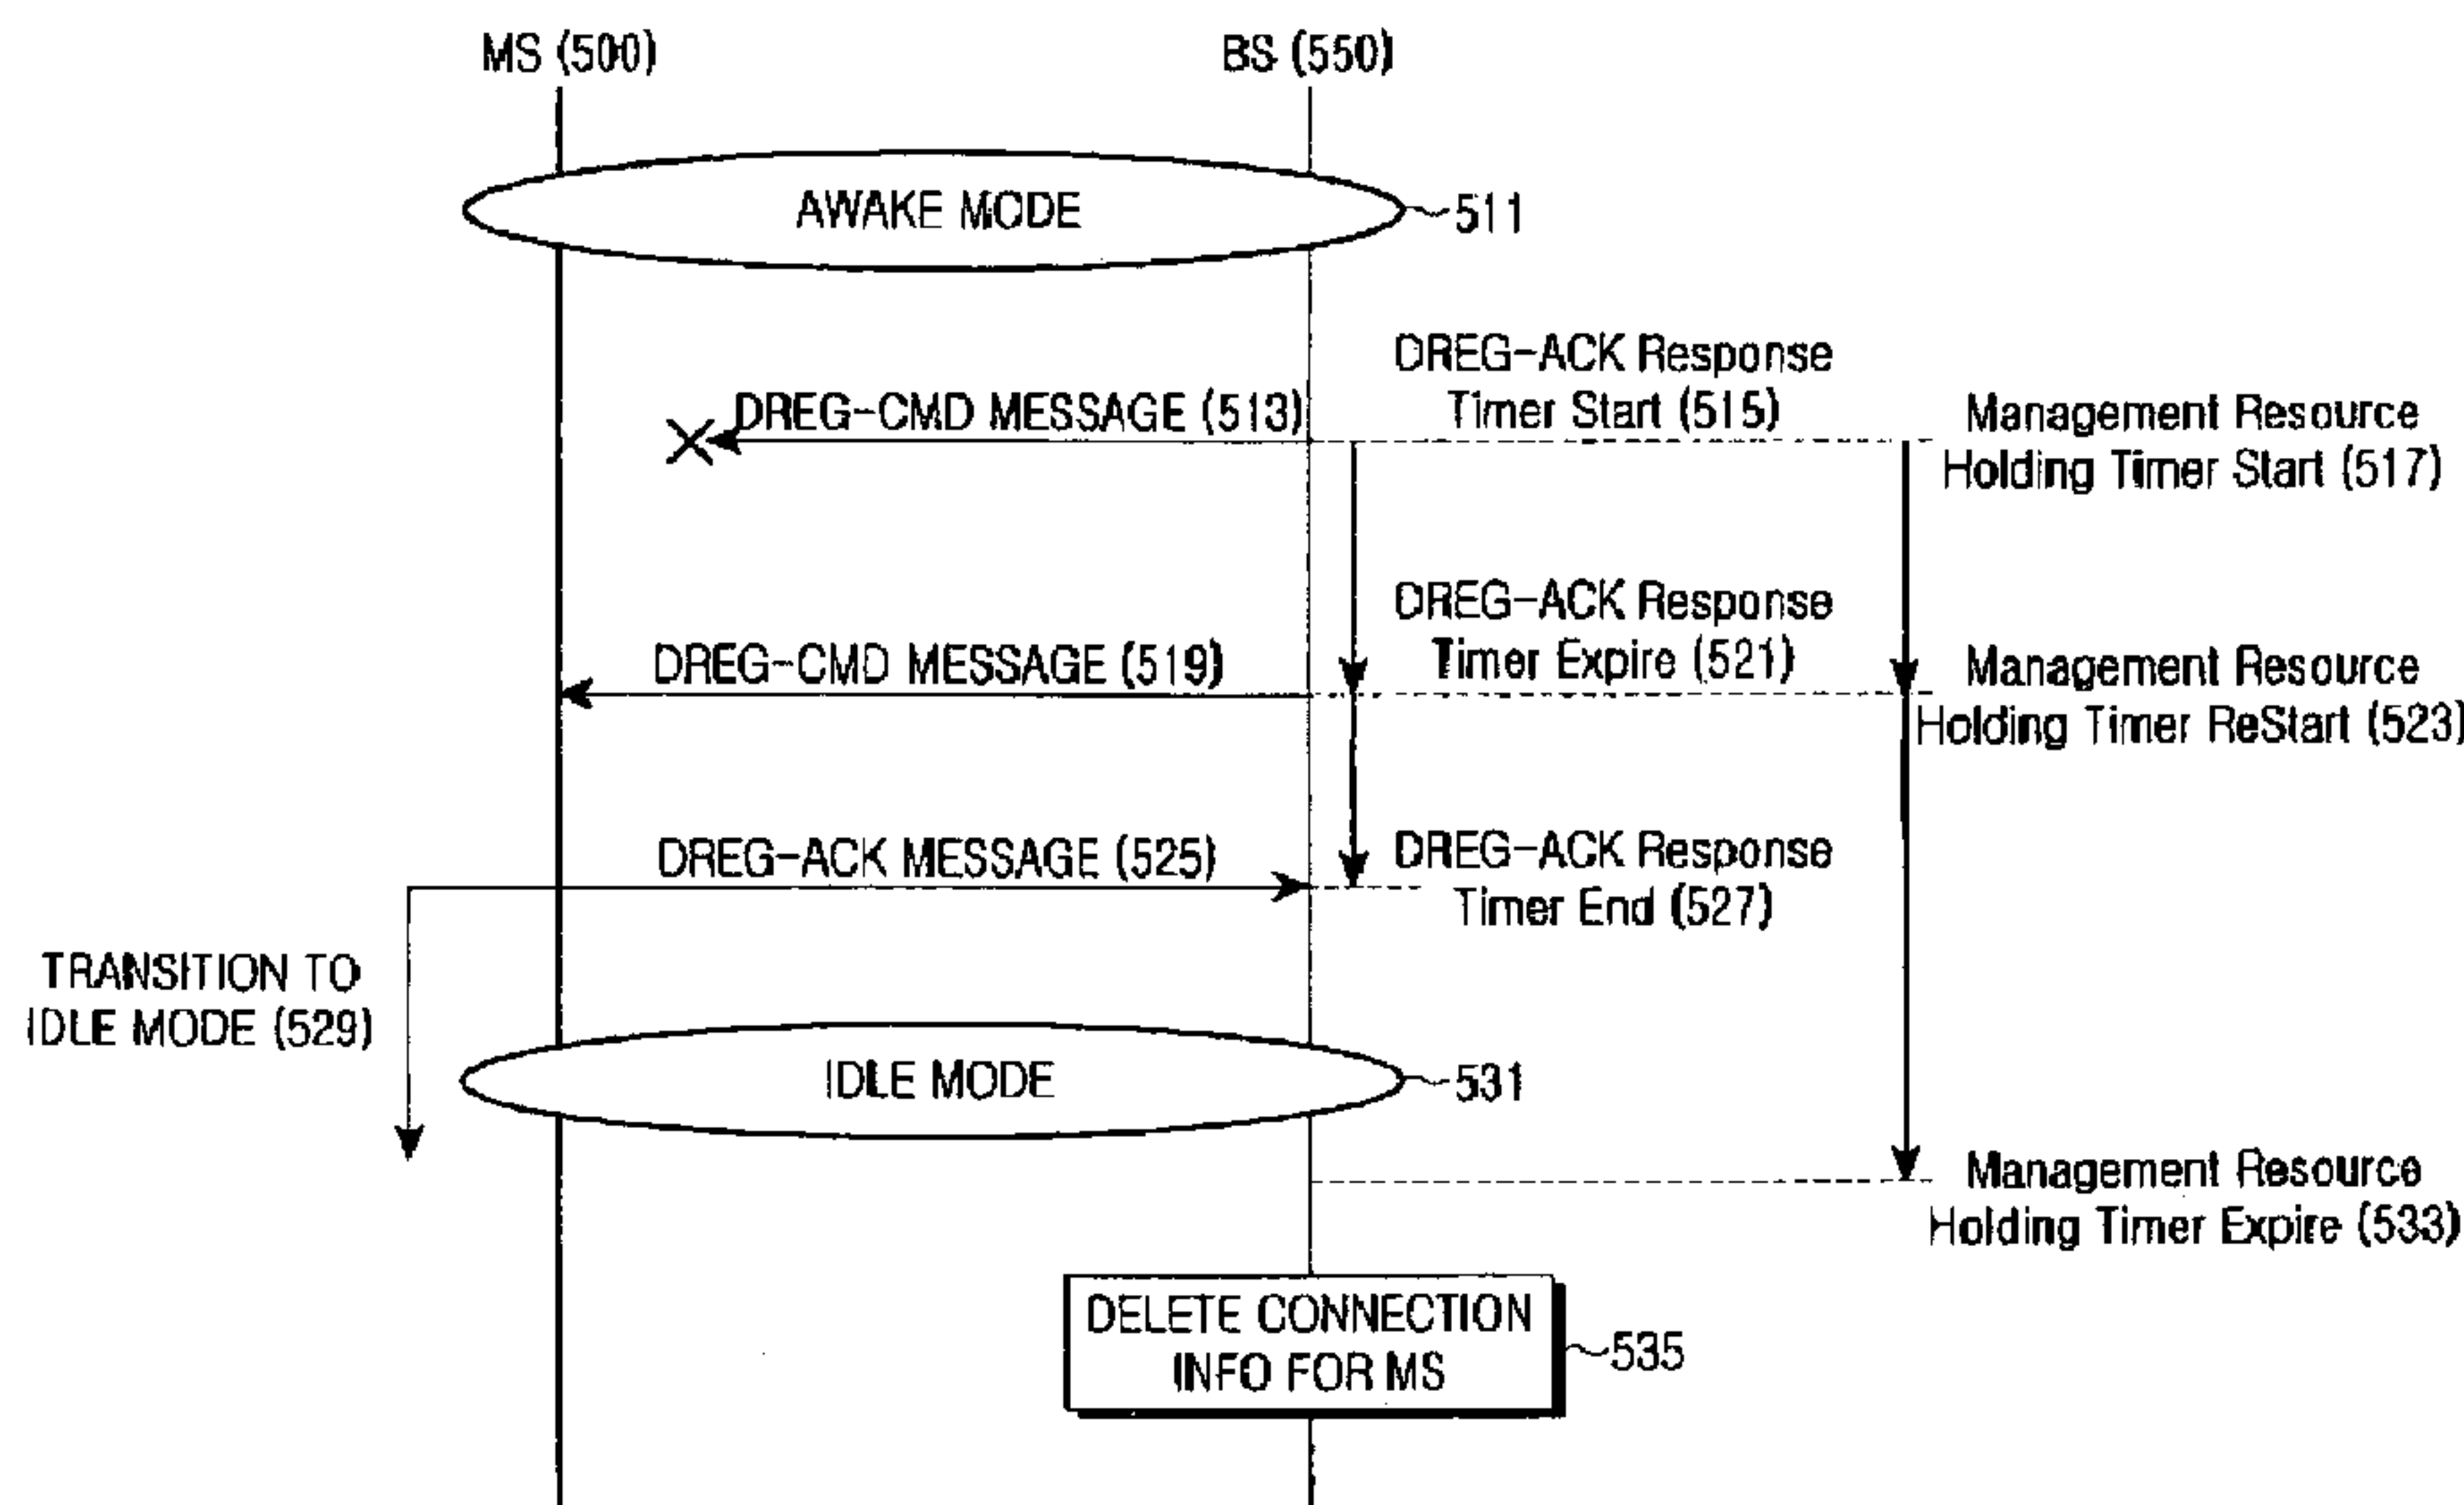 MS (500)
BS (550)
AWAKE MODE
511
DREG-ACK Response
Timer Start (515)
DREG-CMD MESSAGE (513)
Management Resource
Holding Timer Start (517)
DREG-ACK Response
Timer Expire (521)
DREG-CMD MESSAGE (519)
Management Resource
Holding Timer ReStart (523)
DREG-ACK MESSAGE (525)
DREG-ACK Response
Timer End (527)
TRANSITION TO
IDLE MODE (529)
IDLE MODE
531
Management Resource
Holding Timer Expire (533)
DELETE CONNECTION
INFO FOR MS
535